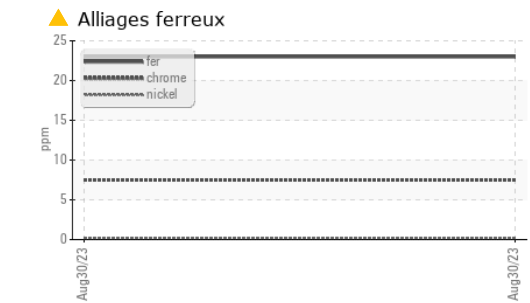 Alliages ferreux
25
20
15
10
5
0
ppm
fer
chrome
nickel
Aug30/23
Aug30/23